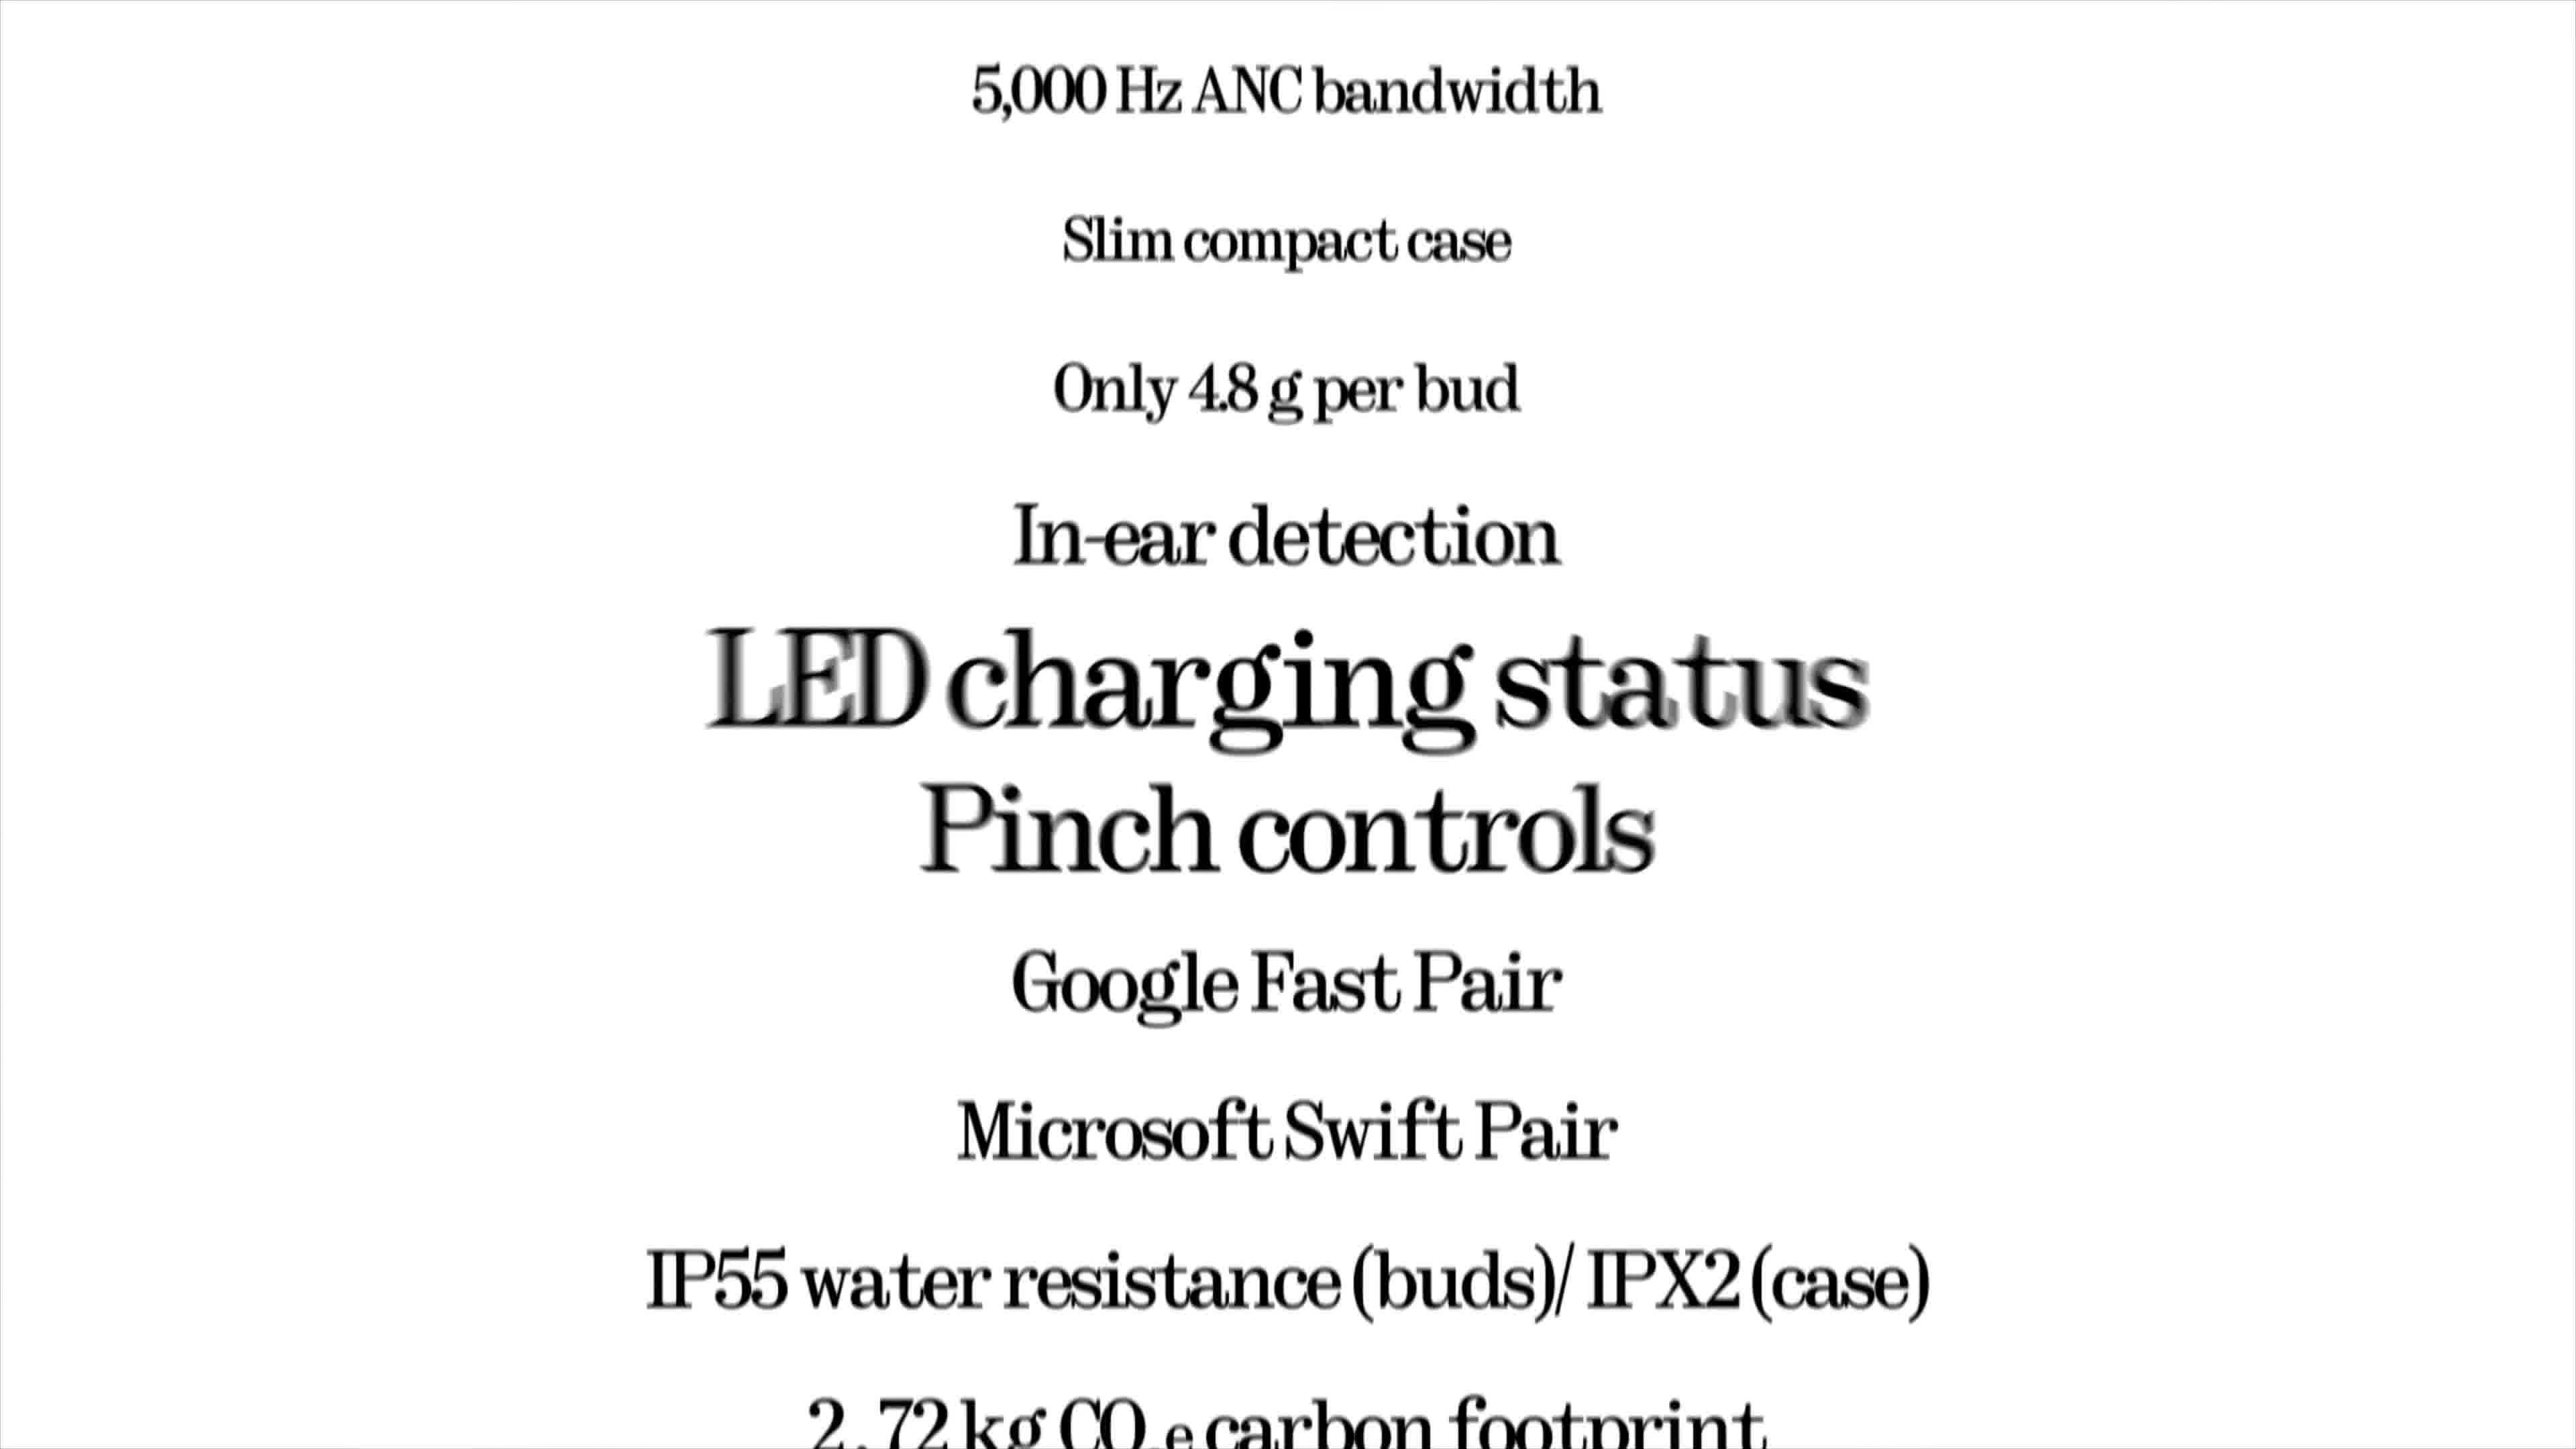 5,000 Hz ANC bandwidth
Slim compact case
Only 4.8 g per bud
In-ear detection
LED charging status
Pinch controls
Google Fast Pair
Microsoft Swift Pair
IP55 water resistance (buds)/ IPX2 (case)
2.72 kg CO₂e carbon footprint